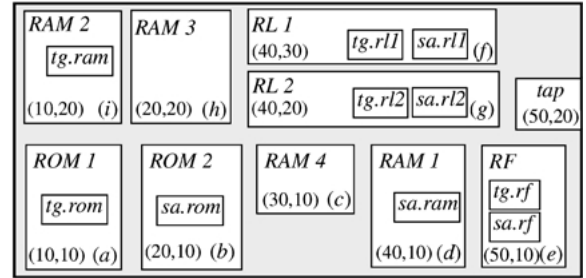 RAM 2
tg.ram
(10,20) (i)
RAM 3
(20,20) (h)
RL 1
(40,30)
tg.rl1 sa.rl1 (f)
RL 2
(40,20)
tg.rl2 sa.rl2 (g)
tap
(50,20)
ROM 1
tg.rom
(10,10) (a)
ROM 2
sa.rom
(20,10) (b)
RAM 4
(30,10) (c)
RAM 1
sa.ram
(40,10) (d)
RF
tg.rf
sa.rf
(50,10)(e)